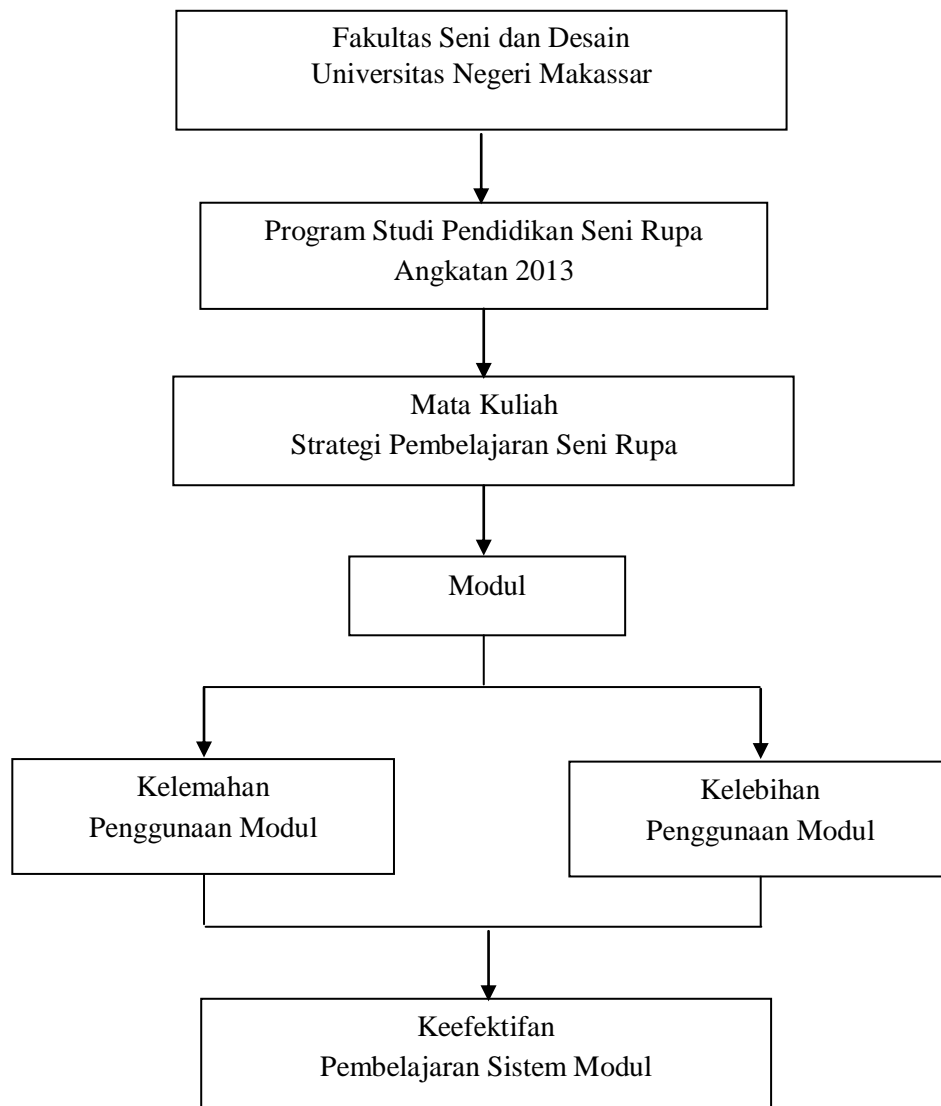 Fakultas Seni dan Desain
Universitas Negeri Makassar
Program Studi Pendidikan Seni Rupa
Angkatan 2013
Mata Kuliah
Strategi Pembelajaran Seni Rupa
Modul
Kelemahan
Penggunaan Modul
Kelebihan
Penggunaan Modul
Keefektifan
Pembelajaran Sistem Modul